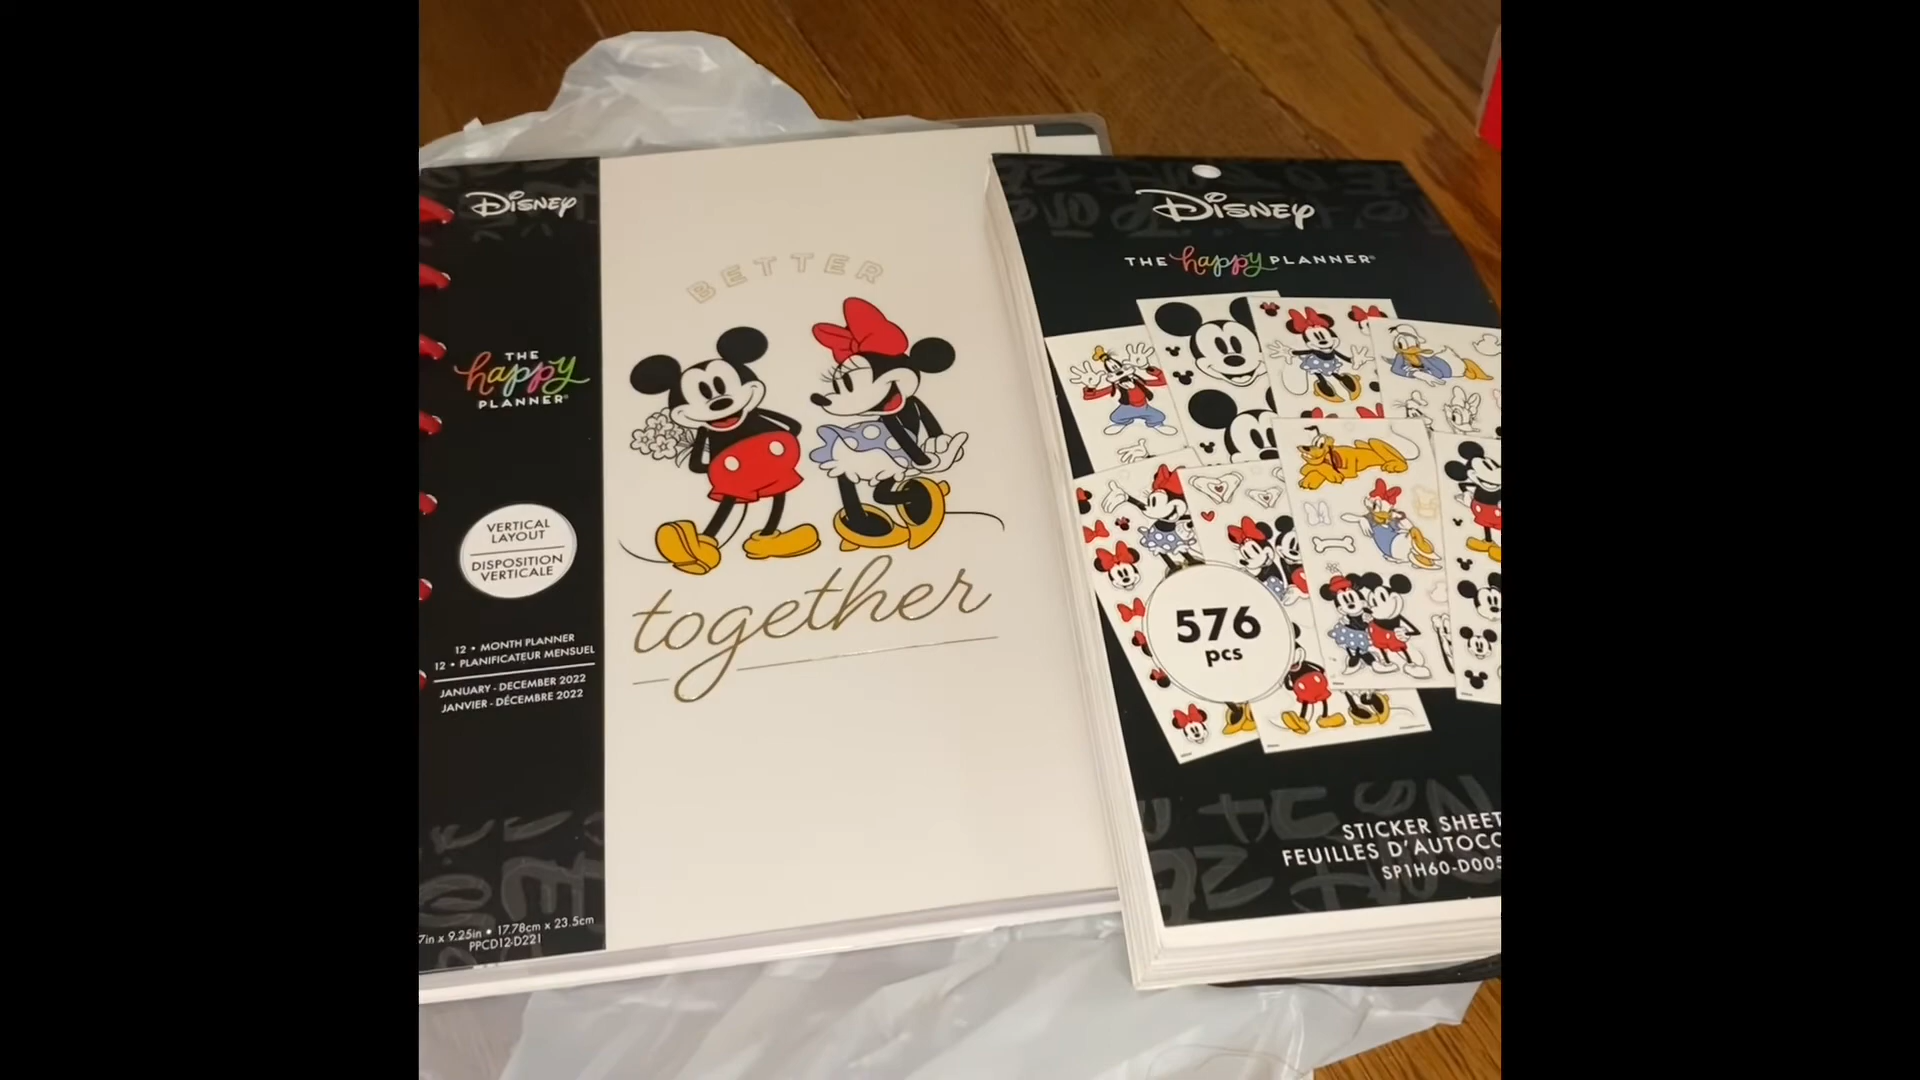 Disney
THE
happy
PLANNER®
VERTICAL
LAYOUT
DISPOSITION
VERTICALE
12 • MONTH PLANNER
12 • PLANIFICATEUR MENSUEL
JANUARY - DECEMBER 2022
JANVIER - DÉCEMBRE 2022
7in x 9.25in • 17.78cm x 23.5cm
PPCD12-D221
BETTER
together
Disney
THE happy PLANNER®
576
pcs
STICKER SHEET
FEUILLES D'AUTOCO
SP1H60-D005